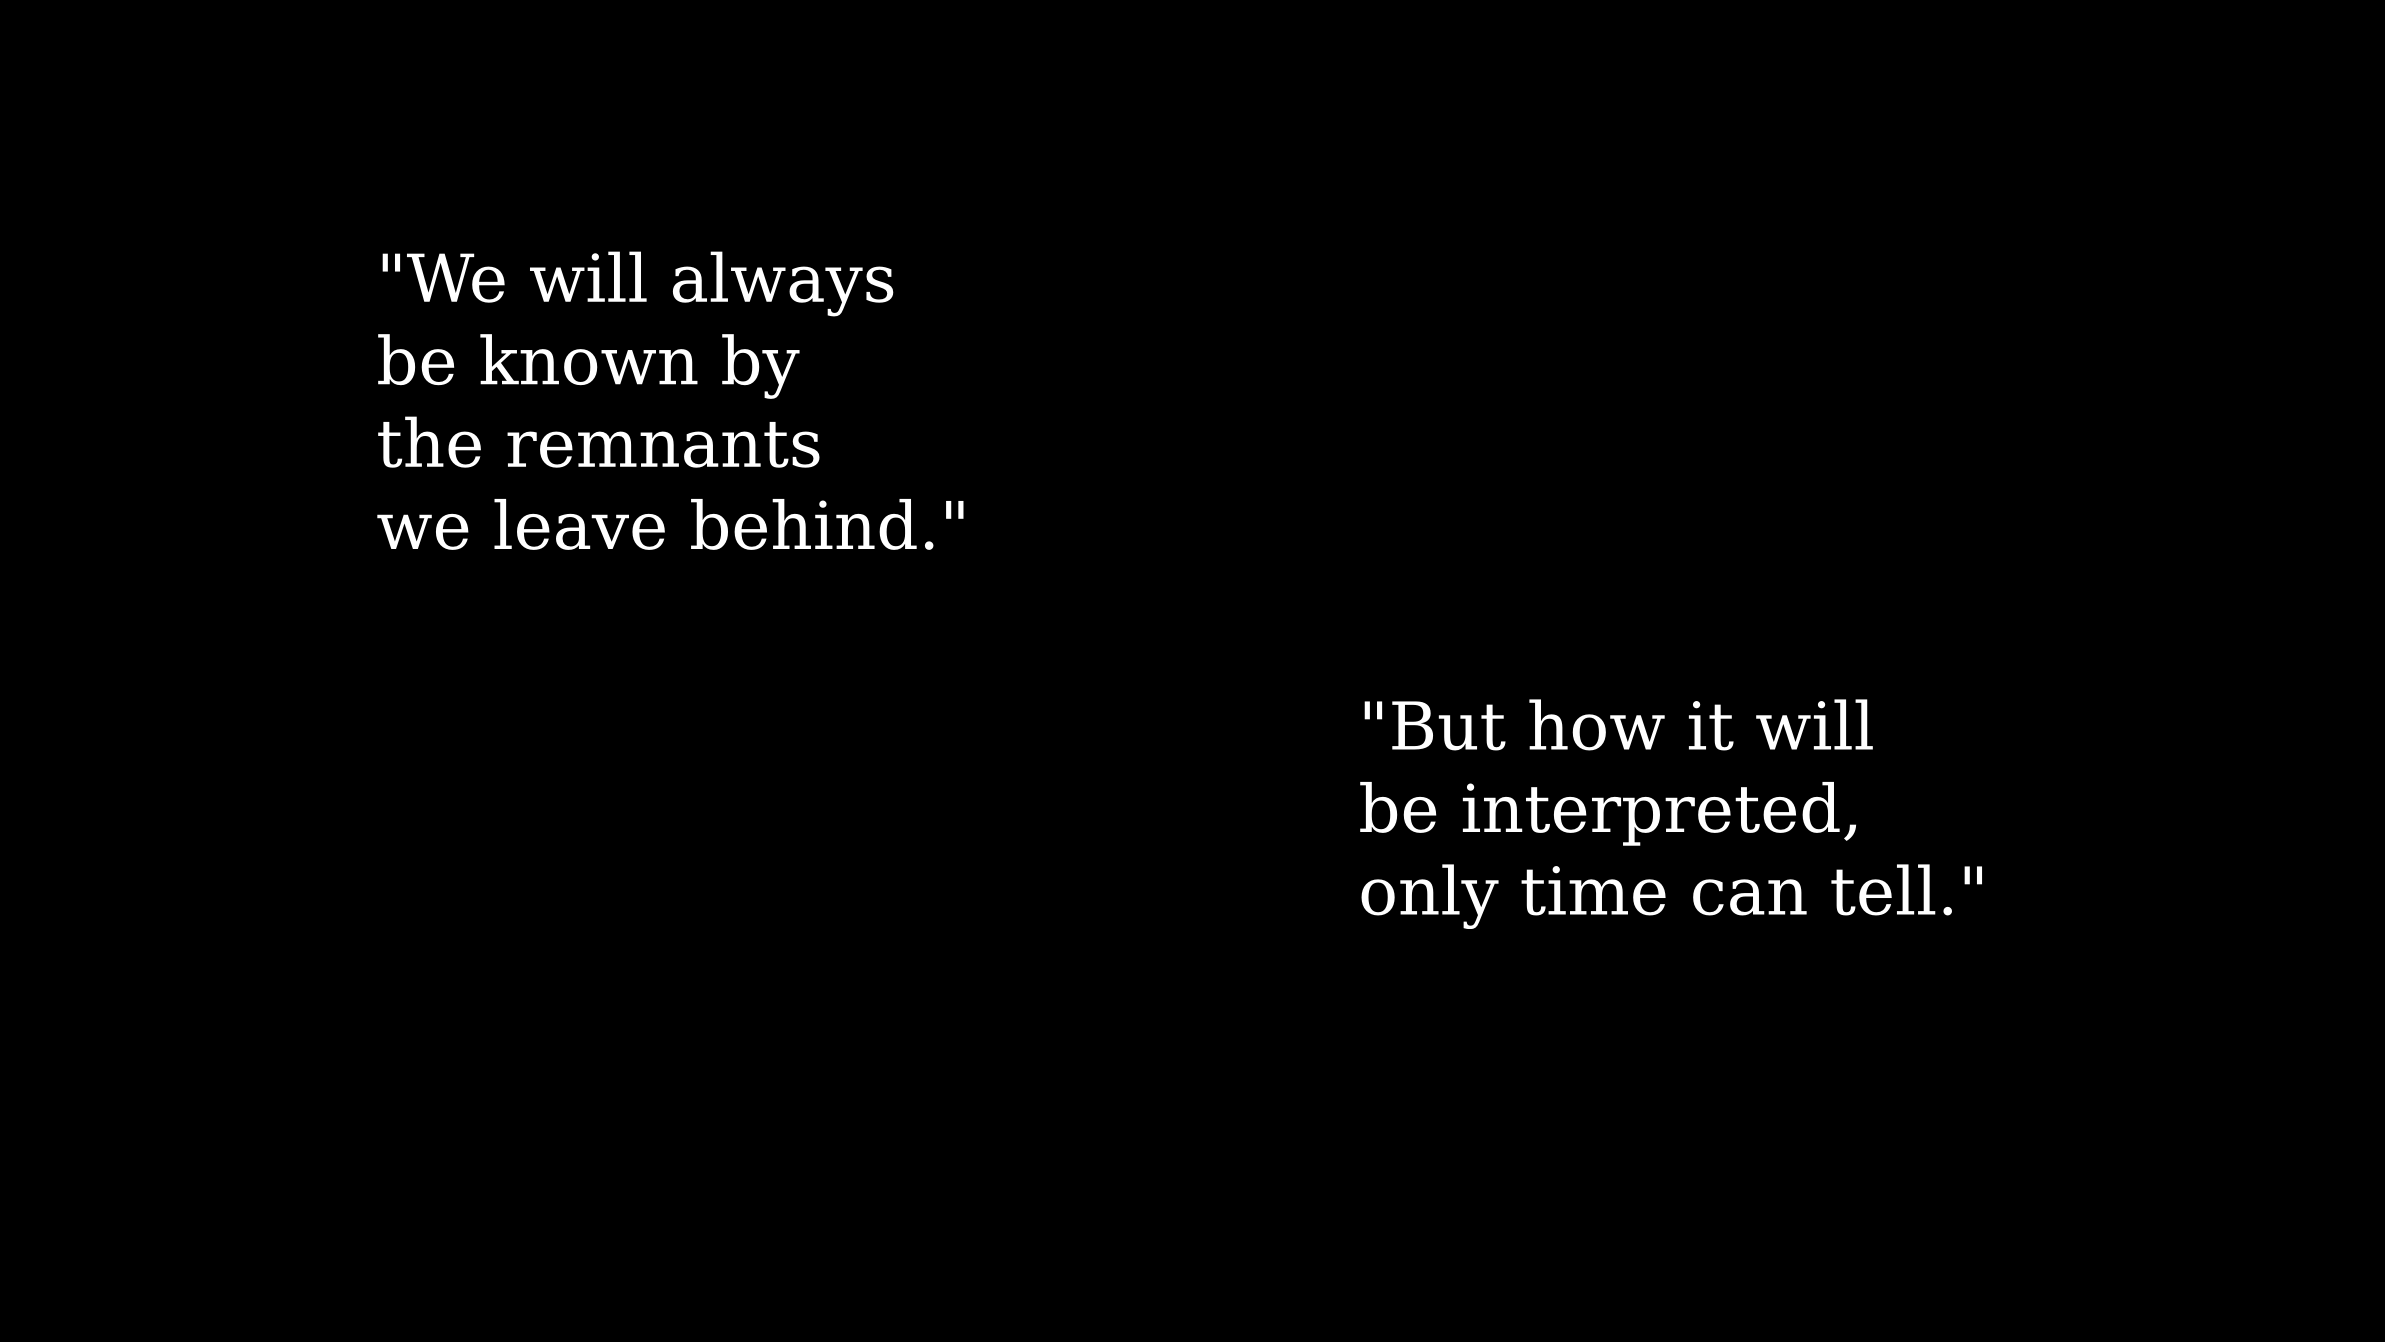 "We will always
be known by
the remnants
we leave behind."
"But how it will
be interpreted,
only time can tell."